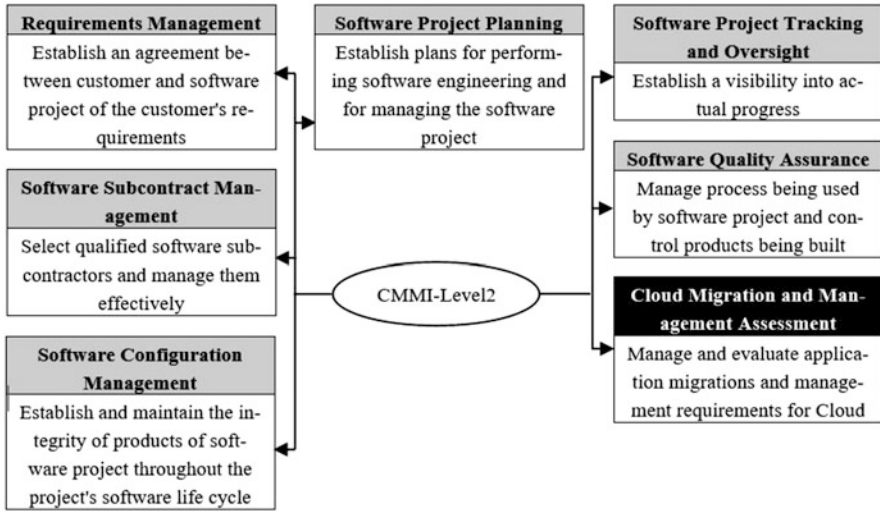 Requirements Management
Establish an agreement be-
tween customer and software
project of the customer's re-
quirements
Software Project Planning
Establish plans for perform-
ing software engineering and
for managing the software
project
Software Project Tracking
and Oversight
Establish a visibility into ac-
tual progress
Software Subcontract Man-
agement
Select qualified software sub-
contractors and manage them
effectively
Software Quality Assurance
Manage process being used
by software project and con-
trol products being built
CMMI-Level2
Cloud Migration and Man-
agement Assessment
Manage and evaluate applic-
ation migrations and manage-
ment requirements for Cloud
Software Configuration
Management
Establish and maintain the in-
tegrity of products of soft-
ware project throughout the
project's software life cycle